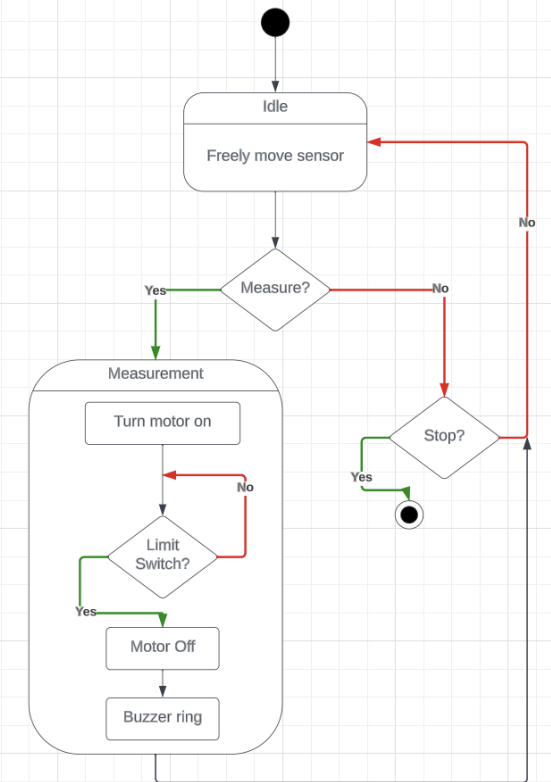 Idle
Freely move sensor
No
Measure?
Yes
No
Measurement
Turn motor on
Stop?
Yes
No
Limit
Switch?
Yes
Motor Off
Buzzer ring